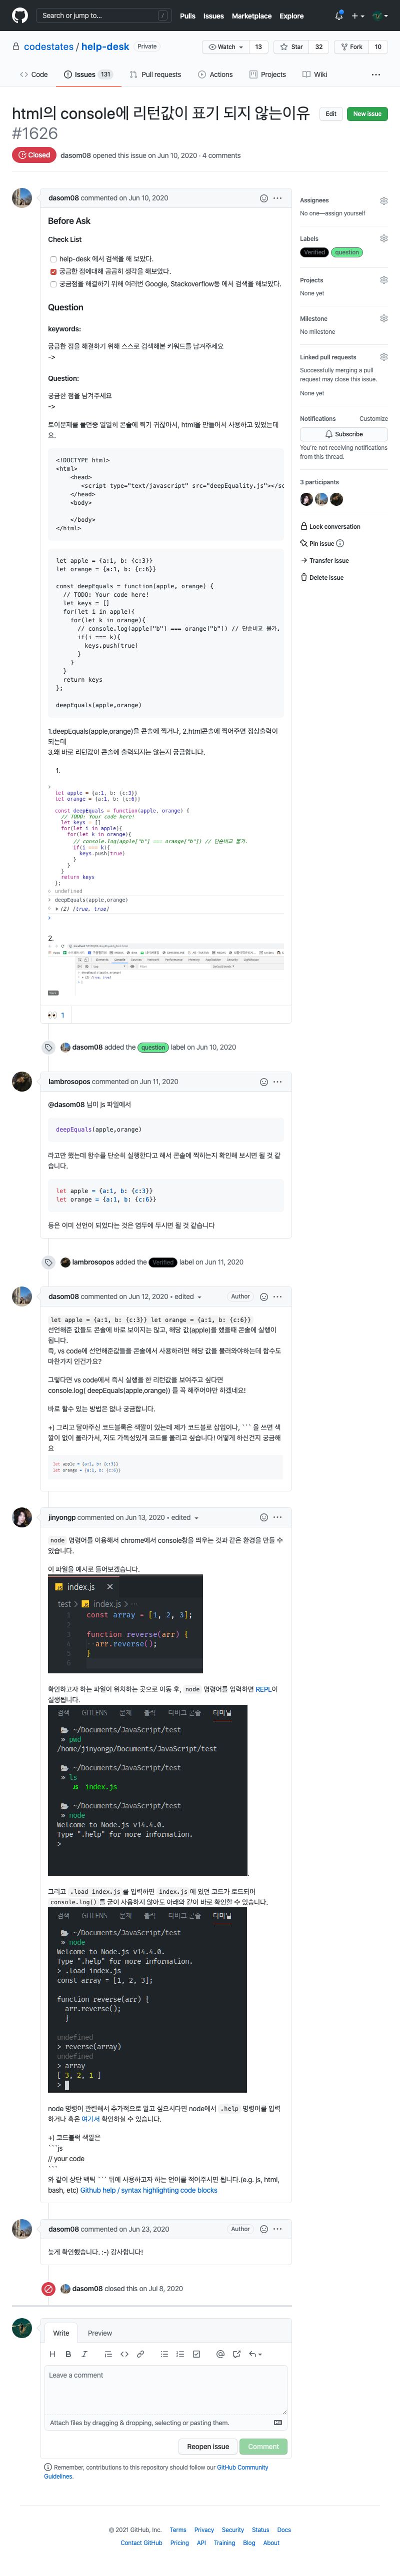 Search or jump to...
/
Pulls
Issues
Marketplace
Explore
codestates / help-desk
Private
Watch
13
Star
32
Fork
10
Code
Issues 131
Pull requests
Actions
Projects
Wiki
html의 console에 리턴값이 표기 되지 않는이유
#1626
Edit
New issue
Closed
dasom08 opened this issue on Jun 10, 2020 · 4 comments
dasom08 commented on Jun 10, 2020
Before Ask
Check List
help-desk 에서 검색을 해 보았다.
궁금한 점에대해 곰곰히 생각을 해보았다.
궁금점을 해결하기 위해 여러번 Google, Stackoverflow등 에서 검색을 해보았다.
Question
keywords:
궁금한 점을 해결하기 위해 스스로 검색해본 키워드를 남겨주세요
->
Question:
궁금한 점을 남겨주세요
->
토이문제를 풀던중 일일히 콘솔에 찍기 귀찮아서, html을 만들어서 사용하고 있었는데
요.
<!DOCTYPE html>
<html>
<head>
<script type="text/javascript" src="deepEquality.js"></sc
</head>
<body>
</body>
</html>
let apple = {a:1, b: {c:3}}
let orange = {a:1, b: {c:6}}
const deepEquals = function(apple, orange) {
// TODO: Your code here!
let keys = []
for(let i in apple){
for(let k in orange){
// console.log(apple["b"] === orange["b"]) // 단순비교 불가.
if(i === k){
keys.push(true)
}
}
}
return keys
};
deepEquals(apple,orange)
1.deepEquals(apple,orange)을 콘솔에 찍거나, 2.html콘솔에 찍어주면 정상출력이
되는데
3.왜 바로 리턴값이 콘솔에 출력되지는 않는지 궁금합니다.
1.
let apple = {a:1, b: {c:3}}
let orange = {a:1, b: {c:6}}
const deepEquals = function(apple, orange) {
// TODO: Your code here!
let keys = []
for(let i in apple){
for(let k in orange){
// console.log(apple["b"] === orange["b"]) // 단순비교 불가.
if(i === k){
keys.push(true)
}
}
}
return keys
};
undefined
deepEquals(apple,orange)
(2) [true, true]
2.
1
dasom08 added the question label on Jun 10, 2020
lambrosopos commented on Jun 11, 2020
@dasom08 님이 js 파일에서
deepEquals(apple,orange)
라고만 했는데 함수를 단순히 실행한다고 해서 콘솔에 찍히는지 확인해 보시면 될 것 같
습니다.
let apple = {a:1, b: {c:3}}
let orange = {a:1, b: {c:6}}
등은 이미 선언이 되었다는 것은 염두에 두시면 될 것 같습니다
lambrosopos added the Verified label on Jun 11, 2020
dasom08 commented on Jun 12, 2020 • edited
Author
let apple = {a:1, b: {c:3}} let orange = {a:1, b: {c:6}}
선언해준 값들도 콘솔에 바로 보이지는 않고, 해당 값(apple)을 했을때 콘솔에 실행이
됩니다.
즉, vs code에 선언해준값들을 콘솔에서 사용하려면 해당 값을 불러와야하는데 함수도
마찬가지 인건가요?
그렇다면 vs code에서 즉시 실행을 한 리턴값을 보여주고 싶다면
console.log( deepEquals(apple,orange)) 를 꼭 해주어야만 하겠네요!
바로 할수 있는 방법은 없나 궁금합니다.
+) 그리고 달아주신 코드블록은 색깔이 있는데 제가 코드블로 삽입이나, ``` 을 쓰면 색
깔이 없이 올라가서, 저도 가독성있게 코드를 올리고 싶습니다! 어떻게 하신건지 궁금해
요
let apple = {a:1, b: {c:3}}
let orange = {a:1, b: {c:6}}
jinyongp commented on Jun 13, 2020 • edited
node 명령어를 이용해서 chrome에서 console창을 띄우는 것과 같은 환경을 만들 수
있습니다.
이 파일을 예시로 들어보겠습니다.
index.js
test > index.js > ...
1 const array = [1, 2, 3];
2
3 function reverse(arr) {
4 arr.reverse();
5 }
6
확인하고자 하는 파일이 위치하는 곳으로 이동 후, node 명령어를 입력하면 REPL이
실행됩니다.
검색 GITLENS 문제 출력 디버그 콘솔 터미널
~/Documents/JavaScript/test
» pwd
/home/jinyongp/Documents/JavaScript/test
~/Documents/JavaScript/test
» ls
index.js
~/Documents/JavaScript/test
» node
Welcome to Node.js v14.4.0.
Type ".help" for more information.
>
그리고 .load index.js 를 입력하면 index.js 에 있던 코드가 로드되어
console.log() 를 굳이 사용하지 않아도 아래와 같이 바로 확인할 수 있습니다.
검색 GITLENS 문제 출력 디버그 콘솔 터미널
~/Documents/JavaScript/test
» node
Welcome to Node.js v14.4.0.
Type ".help" for more information.
> .load index.js
const array = [1, 2, 3];
function reverse(arr) {
arr.reverse();
}
undefined
> reverse(array)
undefined
> array
[ 3, 2, 1 ]
>
node 명령어 관련해서 추가적으로 알고 싶으시다면 node에서 .help 명령어를 입력
하거나 혹은 여기서 확인하실 수 있습니다.
+) 코드블럭 색깔은
```js
// your code
```
와 같이 상단 백틱 ``` 뒤에 사용하고자 하는 언어를 적어주시면 됩니다.(e.g. js, html,
bash, etc) Github help / syntax highlighting code blocks
dasom08 commented on Jun 23, 2020
Author
늦게 확인했습니다. :-) 감사합니다!
dasom08 closed this on Jul 8, 2020
Write
Preview
Leave a comment
Attach files by dragging & dropping, selecting or pasting them.
Reopen issue
Comment
Remember, contributions to this repository should follow our GitHub Community
Guidelines.
Assignees
No one—assign yourself
Labels
Verified
question
Projects
None yet
Milestone
No milestone
Linked pull requests
Successfully merging a pull
request may close this issue.
None yet
Notifications
Customize
Subscribe
You're not receiving notifications
from this thread.
3 participants
Lock conversation
Pin issue
Transfer issue
Delete issue
© 2021 GitHub, Inc.
Terms
Privacy
Security
Status
Docs
Contact GitHub
Pricing
API
Training
Blog
About